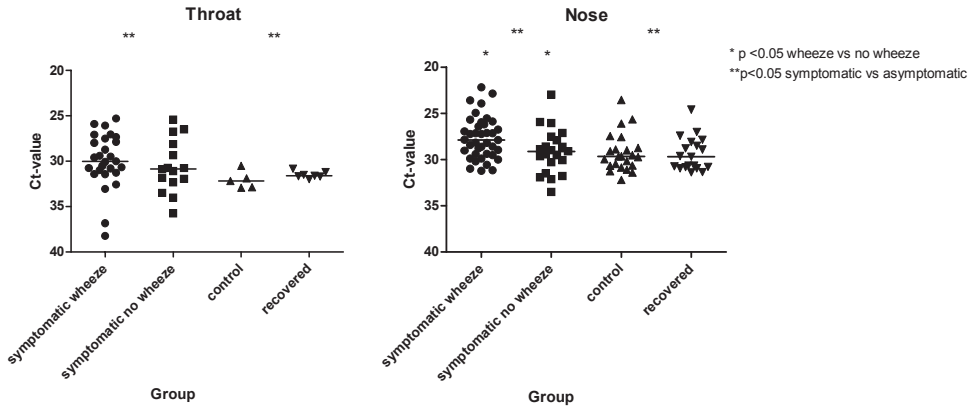 Throat
**
**
20
25
30
35
40
Ct-value
symptomatic wheeze
symptomatic no wheeze
control
recovered
Group
Nose
**
**
*
*
20
25
30
35
40
Ct-value
symptomatic wheeze
symptomatic no wheeze
control
recovered
Group
* p <0.05 wheeze vs no wheeze
**p<0.05 symptomatic vs asymptomatic